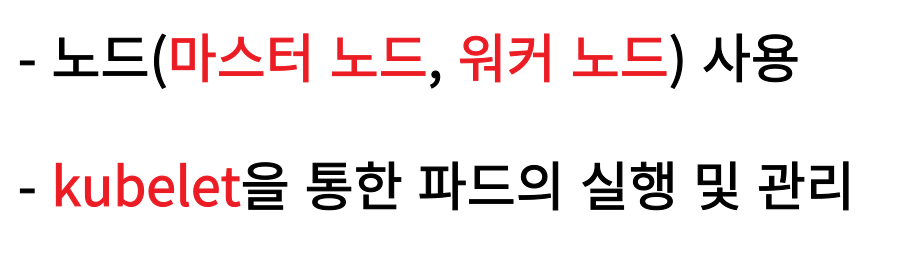 - 노드(마스터 노드, 워커 노드) 사용
- kubelet을 통한 파드의 실행 및 관리